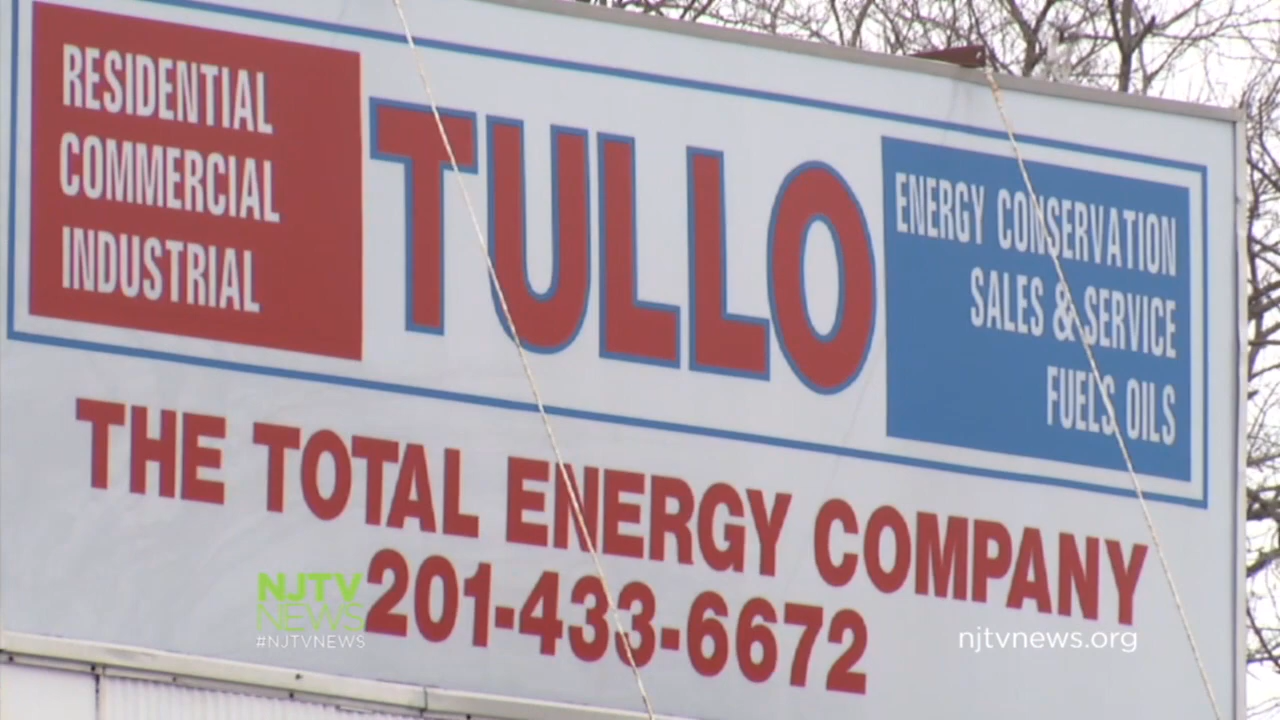 RESIDENTIAL
COMMERCIAL
INDUSTRIAL
TULLO
ENERGY CONSERVATION
SALES & SERVICE
FUELS OILS
THE TOTAL ENERGY COMPANY
201-433-6672
NJTV
NEWS
#NJTVNEWS
njtvnews.org